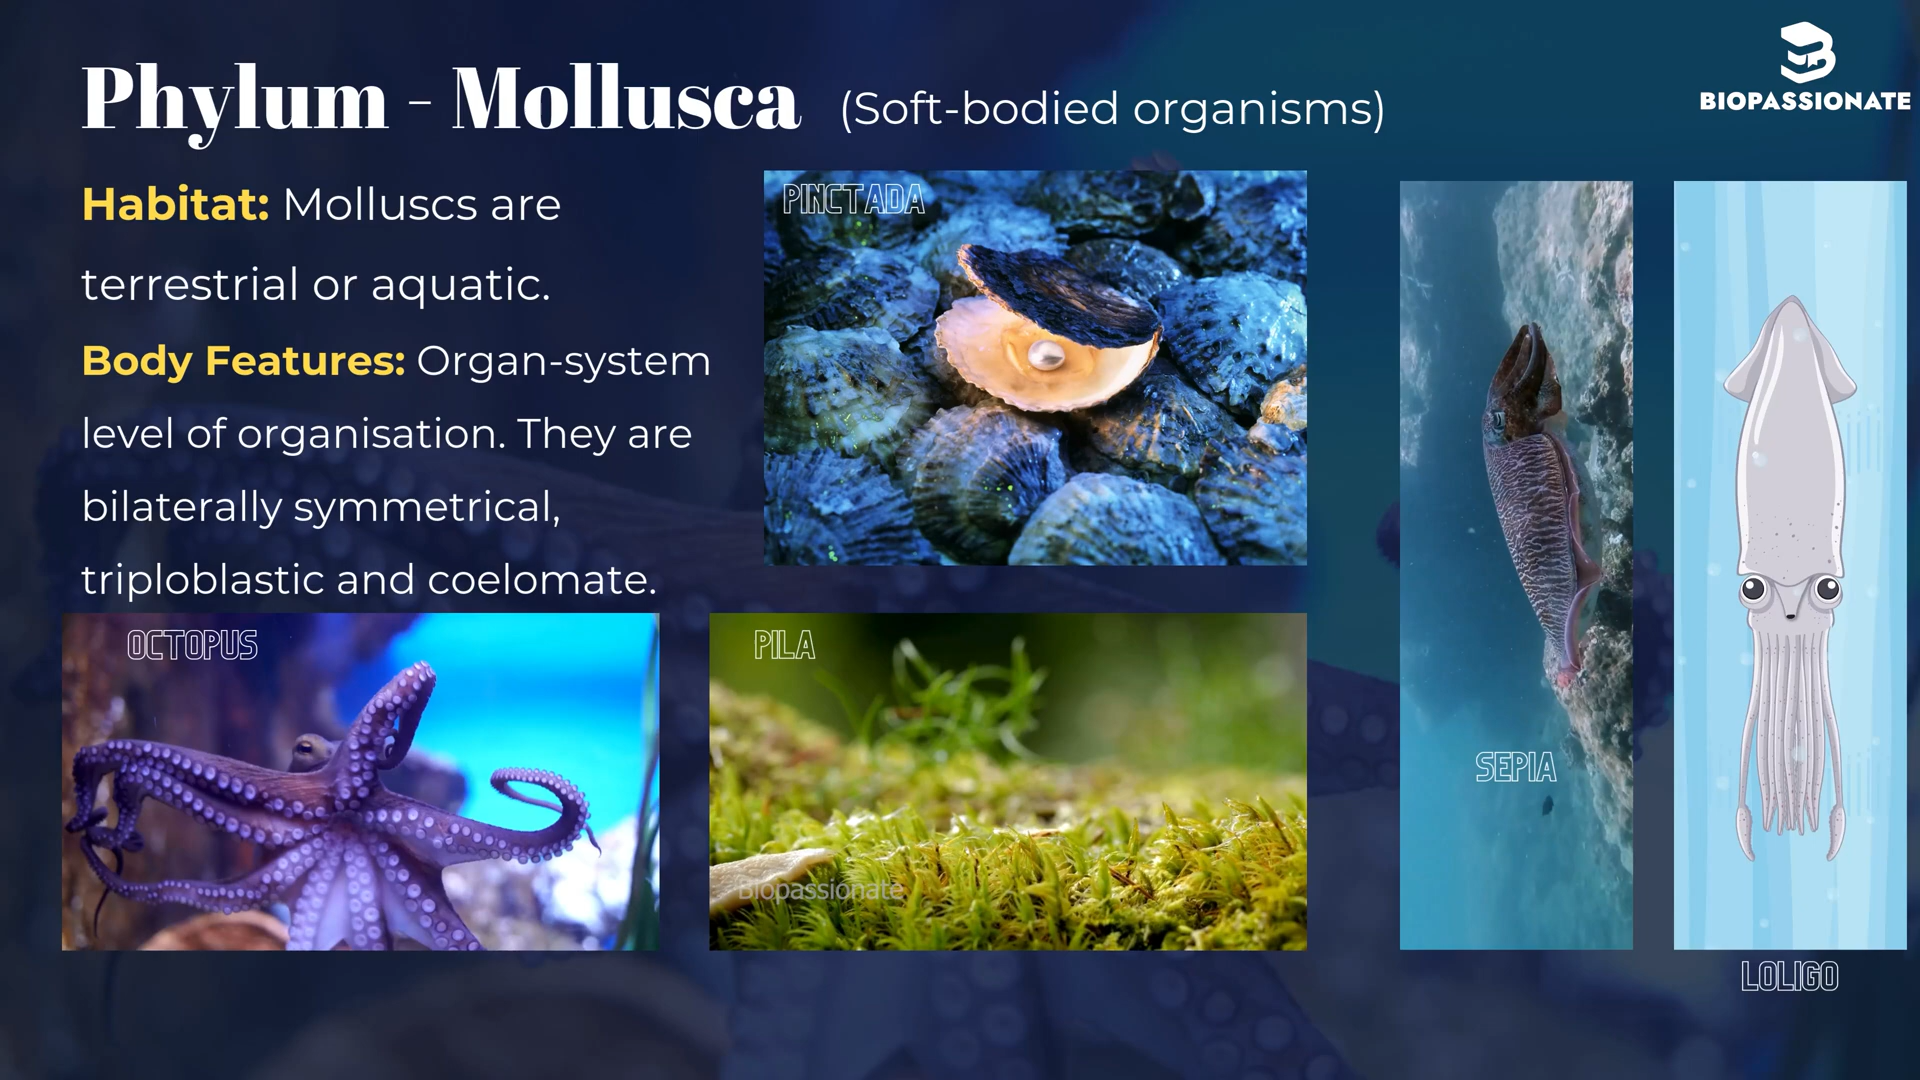 Phylum - Mollusca (Soft-bodied organisms)
BIOPASSIONATE
Habitat: Molluscs are
terrestrial or aquatic.
Body Features: Organ-system
level of organisation. They are
bilaterally symmetrical,
triploblastic and coelomate.
PINCTADA
OCTOPUS
PILA
Biopassionate
SEPIA
LOLIGO